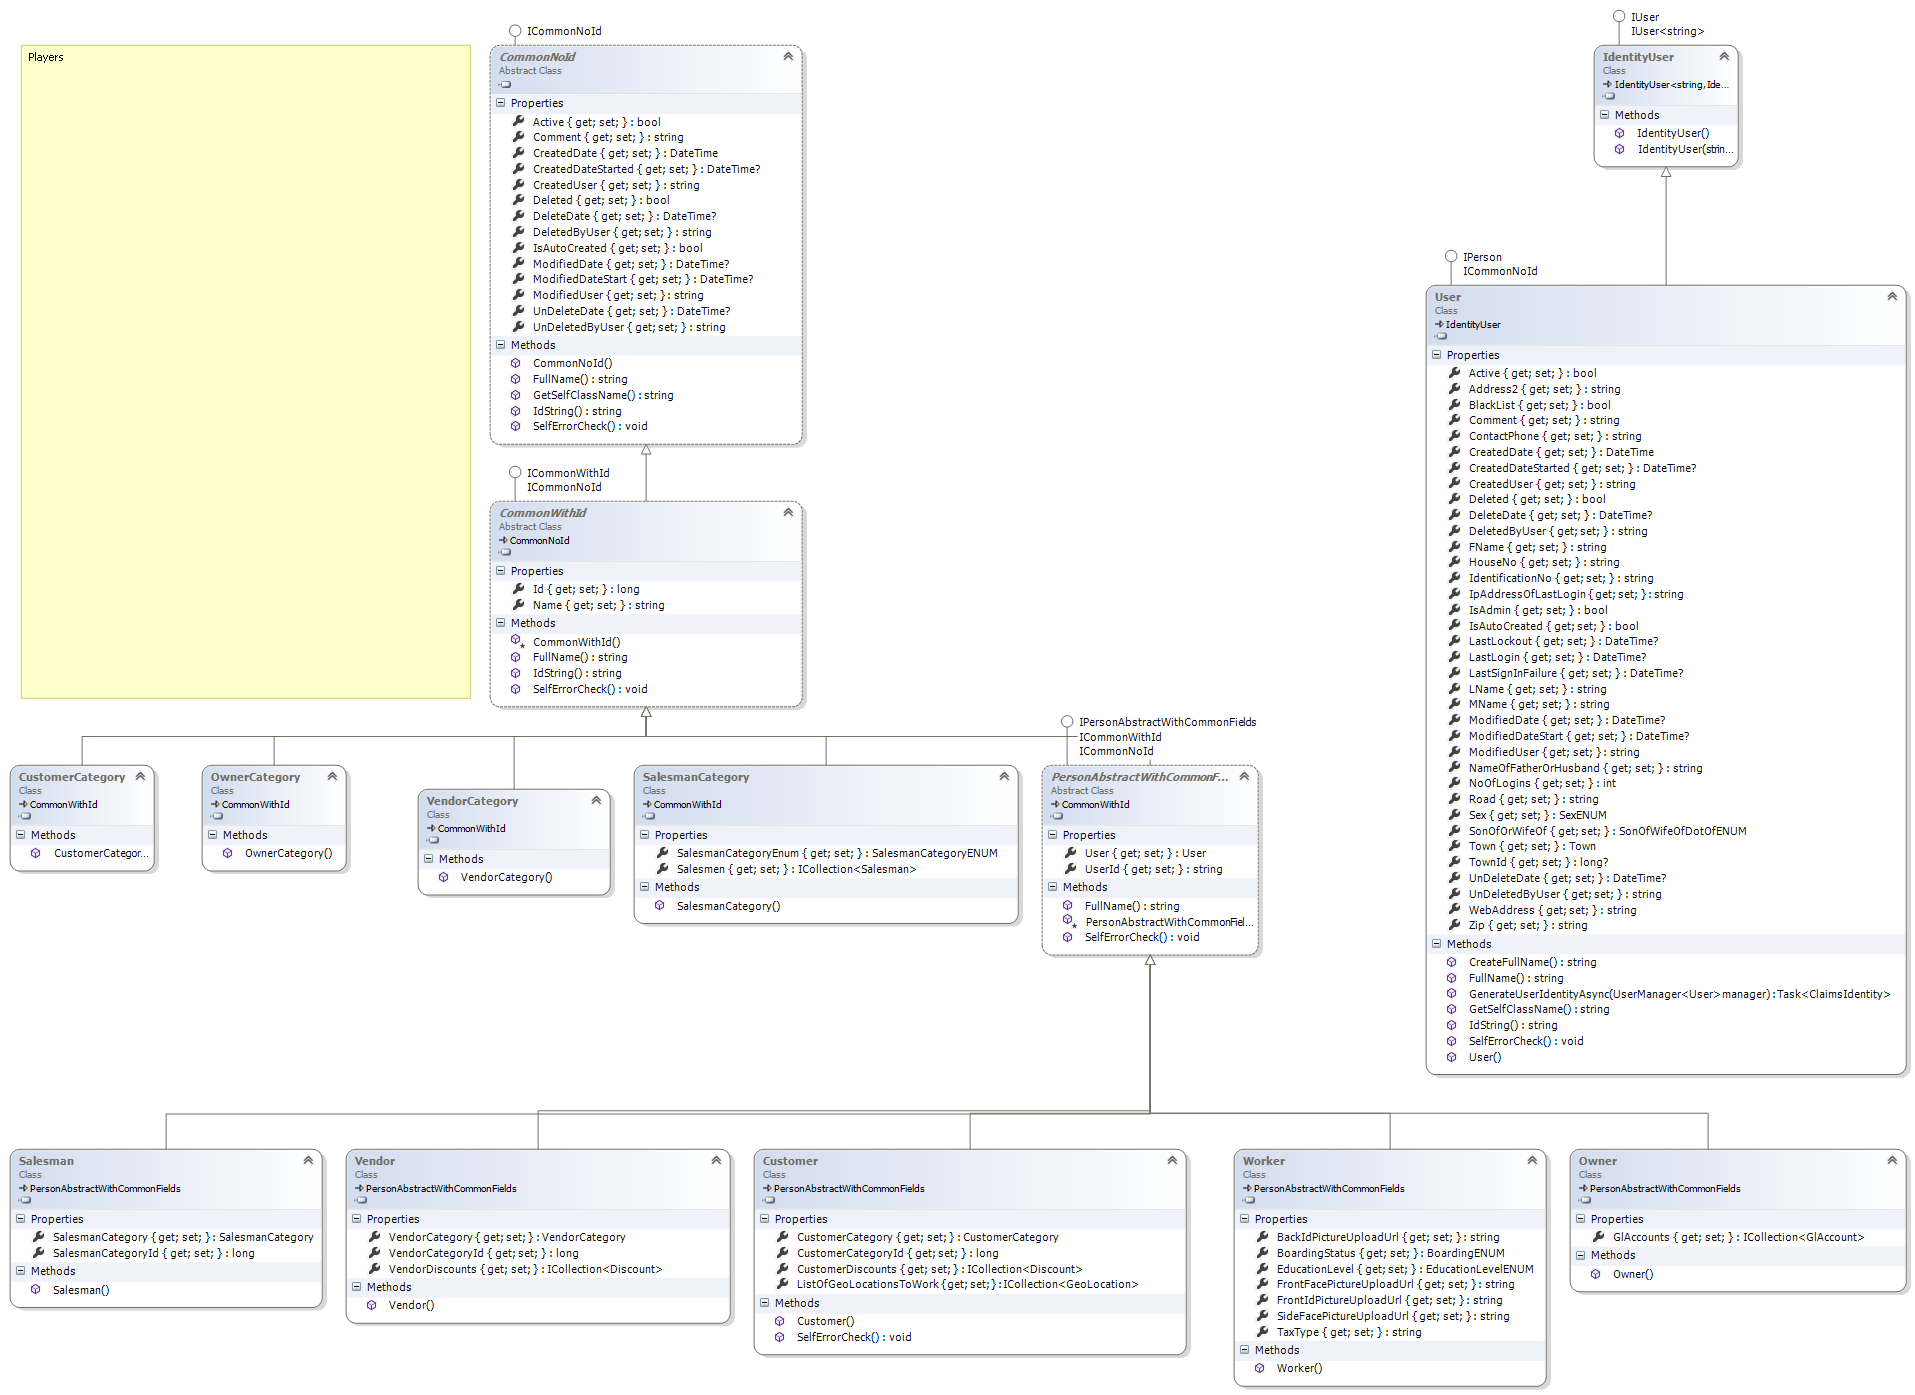 Players
ICommonNoId
CommonNoId
Abstract Class
Properties
Active { get; set; } : bool
Comment { get; set; } : string
CreatedDate { get; set; } : DateTime
CreatedDateStarted { get; set; } : DateTime?
CreatedUser { get; set; } : string
Deleted { get; set; } : bool
DeleteDate { get; set; } : DateTime?
DeletedByUser { get; set; } : string
IsAutoCreated { get; set; } : bool
ModifiedDate { get; set; } : DateTime?
ModifiedDateStart { get; set; } : DateTime?
ModifiedUser { get; set; } : string
UnDeleteDate { get; set; } : DateTime?
UnDeletedByUser { get; set; } : string
Methods
CommonNoId()
FullName() : string
GetSelfClassName() : string
IdString() : string
SelfErrorCheck() : void
ICommonWithId
ICommonNoId
CommonWithId
Abstract Class
CommonNoId
Properties
Id { get; set; } : long
Name { get; set; } : string
Methods
CommonWithId()
FullName() : string
IdString() : string
SelfErrorCheck() : void
IUser
IUser<string>
IdentityUser
Class
IdentityUser<string, Ide...
Methods
IdentityUser()
IdentityUser(strin...
IPerson
ICommonNoId
User
Class
IdentityUser
Properties
Active { get; set; } : bool
Address2 { get; set; } : string
BlackList { get; set; } : bool
Comment { get; set; } : string
ContactPhone { get; set; } : string
CreatedDate { get; set; } : DateTime
CreatedDateStarted { get; set; } : DateTime?
CreatedUser { get; set; } : string
Deleted { get; set; } : bool
DeleteDate { get; set; } : DateTime?
DeletedByUser { get; set; } : string
FName { get; set; } : string
HouseNo { get; set; } : string
IdentificationNo { get; set; } : string
IpAddressOfLastLogin { get; set; } : string
IsAdmin { get; set; } : bool
IsAutoCreated { get; set; } : bool
LastLockout { get; set; } : DateTime?
LastLogin { get; set; } : DateTime?
LastSignInFailure { get; set; } : DateTime?
LName { get; set; } : string
MName { get; set; } : string
ModifiedDate { get; set; } : DateTime?
ModifiedDateStart { get; set; } : DateTime?
ModifiedUser { get; set; } : string
NameOfFatherOrHusband { get; set; } : string
NoOfLogins { get; set; } : int
Road { get; set; } : string
Sex { get; set; } : SexENUM
SonOfOrWifeOf { get; set; } : SonOfWifeOfDotOfENUM
Town { get; set; } : Town
TownId { get; set; } : long?
UnDeleteDate { get; set; } : DateTime?
UnDeletedByUser { get; set; } : string
WebAddress { get; set; } : string
Zip { get; set; } : string
Methods
CreateFullName() : string
FullName() : string
GenerateUserIdentityAsync(UserManager<User> manager) : Task<ClaimsIdentity>
GetSelfClassName() : string
IdString() : string
SelfErrorCheck() : void
User()
CustomerCategory
Class
CommonWithId
Methods
CustomerCategor...
OwnerCategory
Class
CommonWithId
Methods
OwnerCategory()
VendorCategory
Class
CommonWithId
Methods
VendorCategory()
SalesmanCategory
Class
CommonWithId
Properties
SalesmanCategoryEnum { get; set; } : SalesmanCategoryENUM
Salesmen { get; set; } : ICollection<Salesman>
Methods
SalesmanCategory()
IPersonAbstractWithCommonFields
ICommonWithId
ICommonNoId
PersonAbstractWithCommonF...
Abstract Class
CommonWithId
Properties
User { get; set; } : User
UserId { get; set; } : string
Methods
FullName() : string
PersonAbstractWithCommonFiel...
SelfErrorCheck() : void
Salesman
Class
PersonAbstractWithCommonFields
Properties
SalesmanCategory { get; set; } : SalesmanCategory
SalesmanCategoryId { get; set; } : long
Methods
Salesman()
Vendor
Class
PersonAbstractWithCommonFields
Properties
VendorCategory { get; set; } : VendorCategory
VendorCategoryId { get; set; } : long
VendorDiscounts { get; set; } : ICollection<Discount>
Methods
Vendor()
Customer
Class
PersonAbstractWithCommonFields
Properties
CustomerCategory { get; set; } : CustomerCategory
CustomerCategoryId { get; set; } : long
CustomerDiscounts { get; set; } : ICollection<Discount>
ListOfGeoLocationsToWork { get; set; } : ICollection<GeoLocation>
Methods
Customer()
SelfErrorCheck() : void
Worker
Class
PersonAbstractWithCommonFields
Properties
BackIdPictureUploadUrl { get; set; } : string
BoardingStatus { get; set; } : BoardingENUM
EducationLevel { get; set; } : EducationLevelENUM
FrontFacePictureUploadUrl { get; set; } : string
FrontIdPictureUploadUrl { get; set; } : string
SideFacePictureUploadUrl { get; set; } : string
TaxType { get; set; } : string
Methods
Worker()
Owner
Class
PersonAbstractWithCommonFields
Properties
GlAccounts { get; set; } : ICollection<GlAccount>
Methods
Owner()